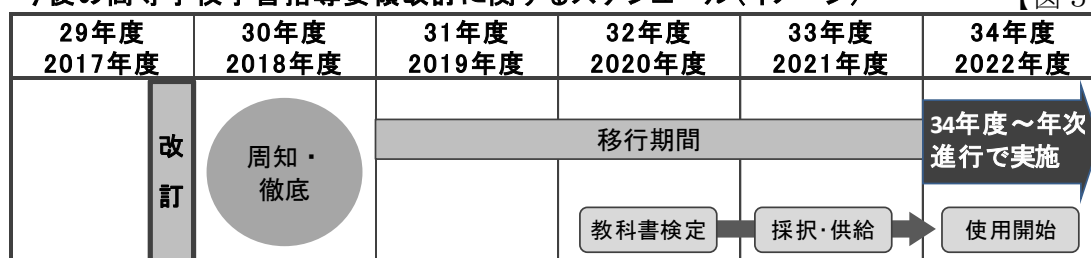 今後の高等学校学習指導要領改訂に関するスケジュール（イメージ）
【図 3
29年度 30年度 31年度 32年度 33年度 34年度
2017年度 2018年度 2019年度 2020年度 2021年度 2022年度
改訂
周知・
徹底
移行期間
34年度～年次
進行で実施
教科書検定
採択・供給
使用開始